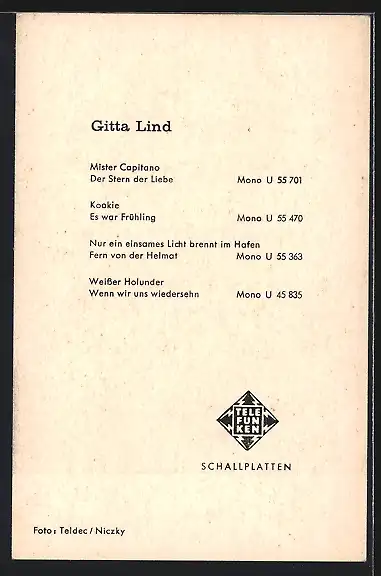 Gitta Lind
Mister Capitano
Der Stern der Liebe Mono U 55 701
Kookie
Es war Frühling Mono U 55 470
Nur ein einsames Licht brennt im Hafen
Fern von der Heimat Mono U 55 363
Weißer Holunder
Wenn wir uns wiedersehn Mono U 45 835
TELE
FUN
KEN
SCHALLPLATTEN
Foto: Teldec / Niczky